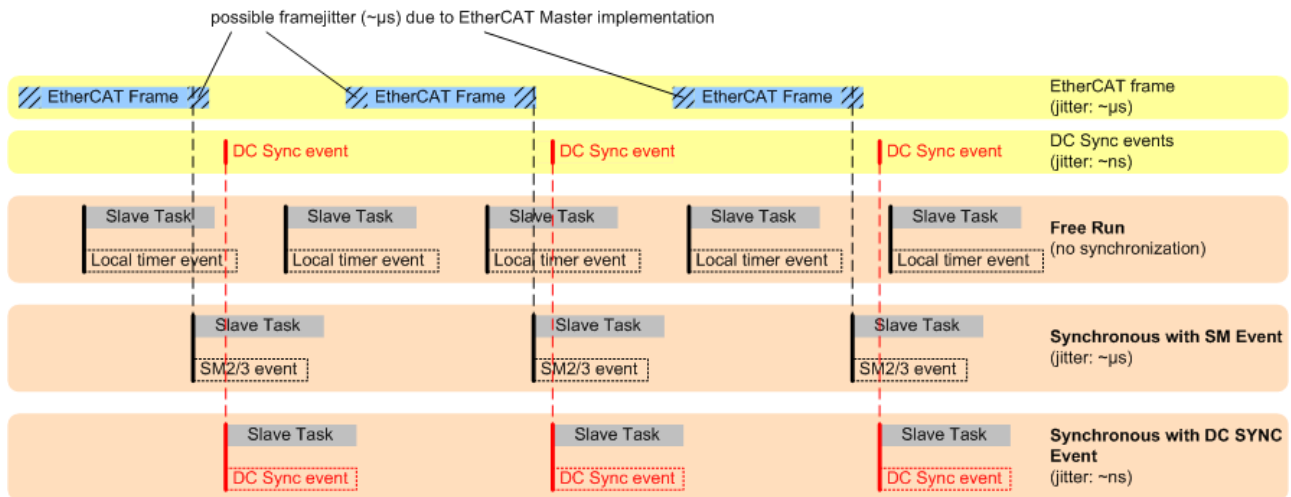 possible framejitter (~µs) due to EtherCAT Master implementation
EtherCAT Frame EtherCAT Frame EtherCAT Frame EtherCAT frame
(jitter: ~µs)
DC Sync event DC Sync event DC Sync event DC Sync events
(jitter: ~ns)
Slave Task Slave Task Slave Task Slave Task Slave Task
Free Run
(no synchronization)
Local timer event Local timer event Local timer event Local timer event Local timer event
Slave Task Slave Task Slave Task
Synchronous with SM Event
(jitter: ~µs)
SM2/3 event SM2/3 event SM2/3 event
Slave Task Slave Task Slave Task
Synchronous with DC SYNC
Event
(jitter: ~ns)
DC Sync event DC Sync event DC Sync event